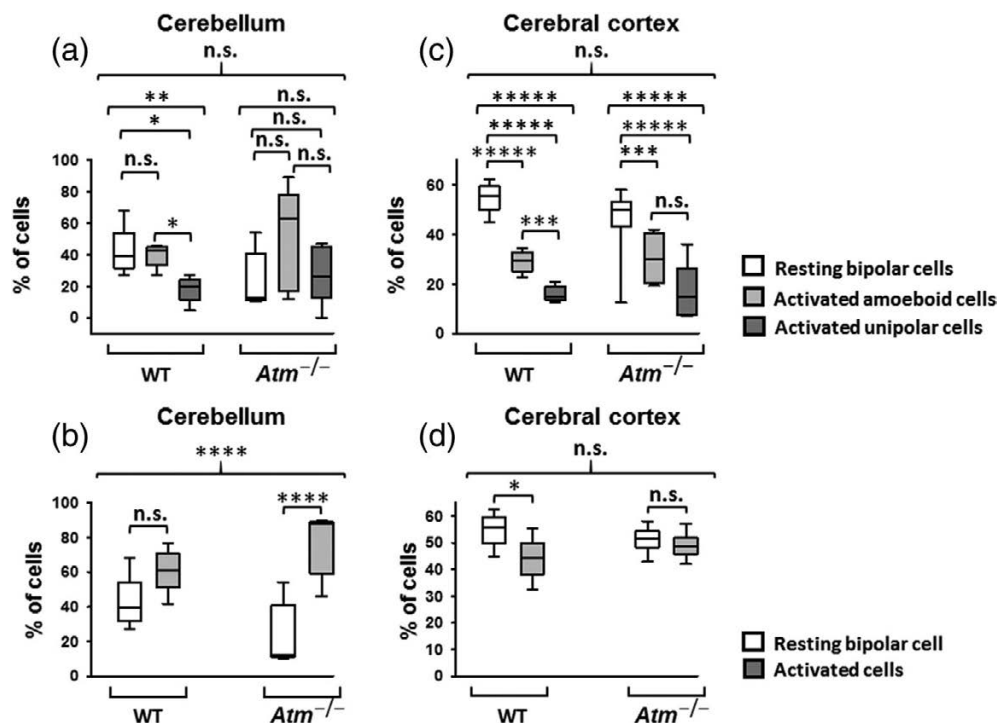 (a)
Cerebellum
n.s.
**
*
n.s.
*
n.s.
n.s.
n.s.
n.s.
% of cells
100
80
60
40
20
0
WT
Atm−/−
(c)
Cerebral cortex
n.s.
*****
*****
*****
***
*****
*****
***
n.s.
% of cells
60
40
20
0
WT
Atm−/−
Resting bipolar cells
Activated amoeboid cells
Activated unipolar cells
(b)
Cerebellum
****
n.s.
****
% of cells
100
80
60
40
20
0
WT
Atm−/−
(d)
Cerebral cortex
n.s.
*
n.s.
% of cells
60
50
40
30
20
10
0
WT
Atm−/−
Resting bipolar cell
Activated cells